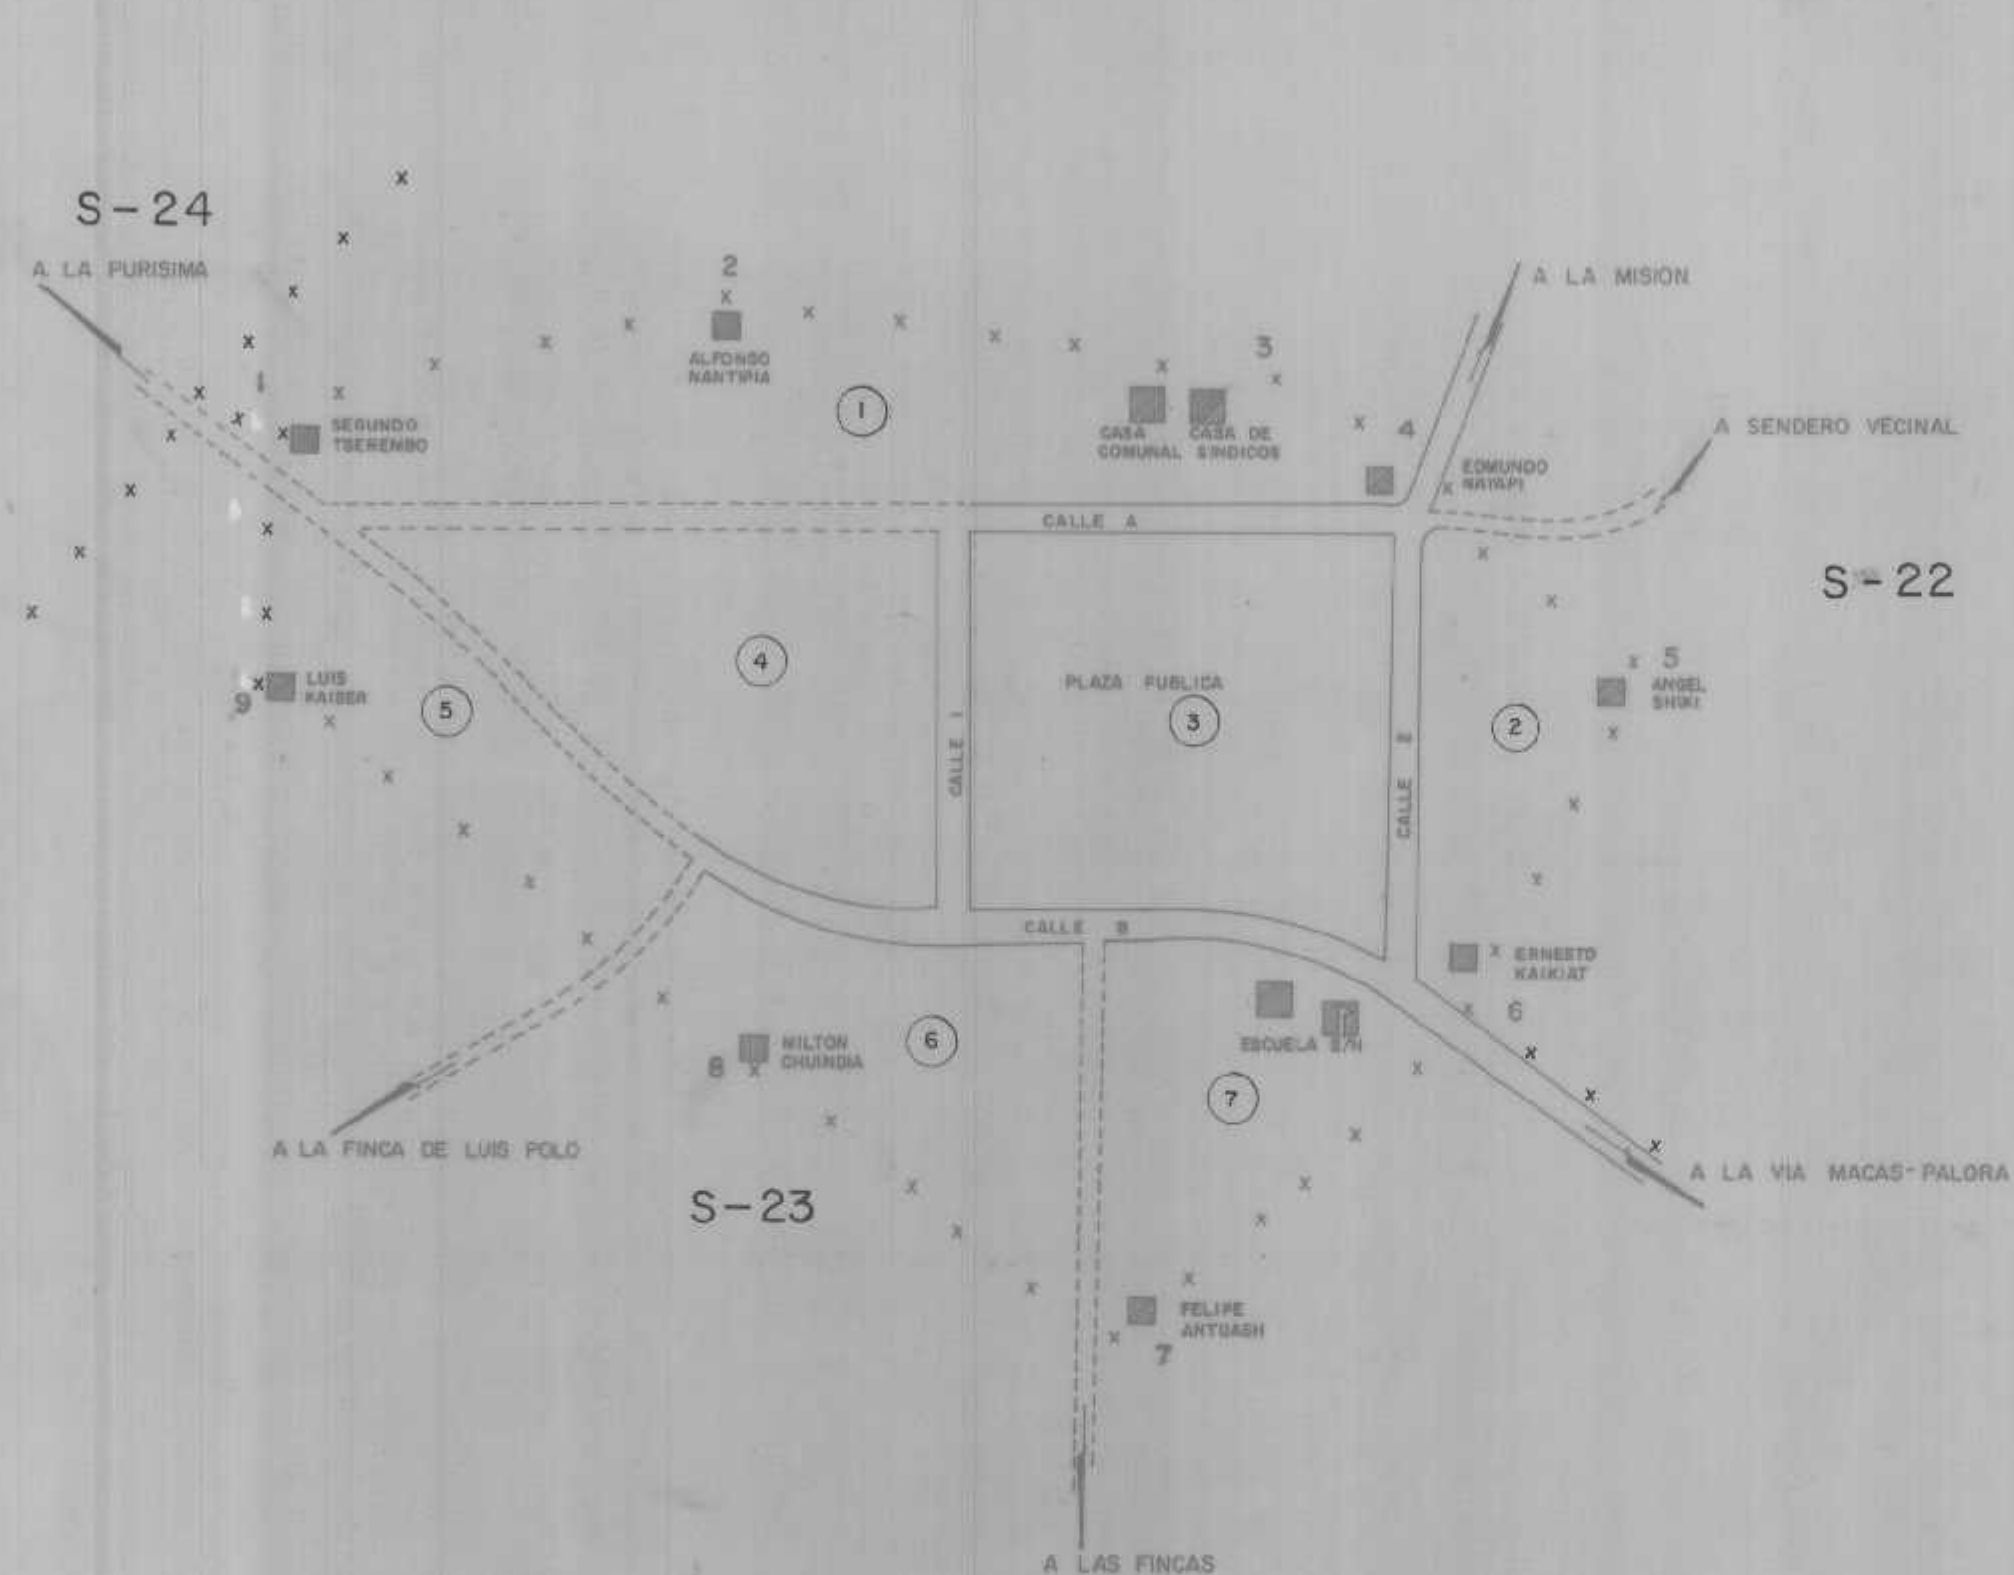 S-24
A LA PURISIMA
2
A LA MISION
ALFONSO
NANTIPIA
3
1
1
SEGUNDO
TSEREMBO
CASA
COMUNAL
CASA DE
SINDICOS
4
A SENDERO VECINAL
EDMUNDO
NAYAPI
CALLE A
S-22
4
PLAZA PUBLICA
3
5
ANGEL
SHIKI
2
LUIS
KAISER
9
5
CALLE 1
CALLE 2
CALLE B
ERNESTO
KAIKIAT
6
6
MILTON
CHUINDIA
8
ESCUELA S/N
7
A LA FINCA DE LUIS POLO
A LA VIA MACAS-PALORA
S-23
FELIPE
ANTUASH
7
A LAS FINCAS